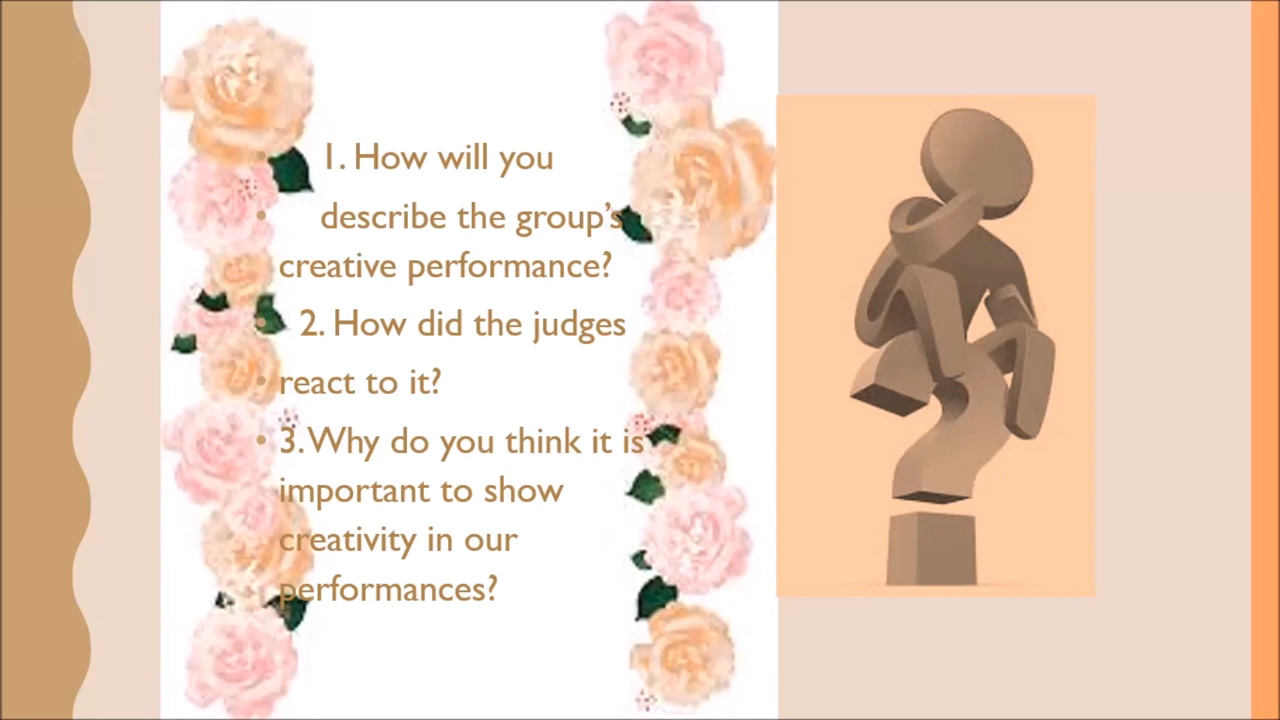 1. How will you
describe the group's
creative performance?
2. How did the judges
react to it?
3. Why do you think it is
important to show
creativity in our
performances?